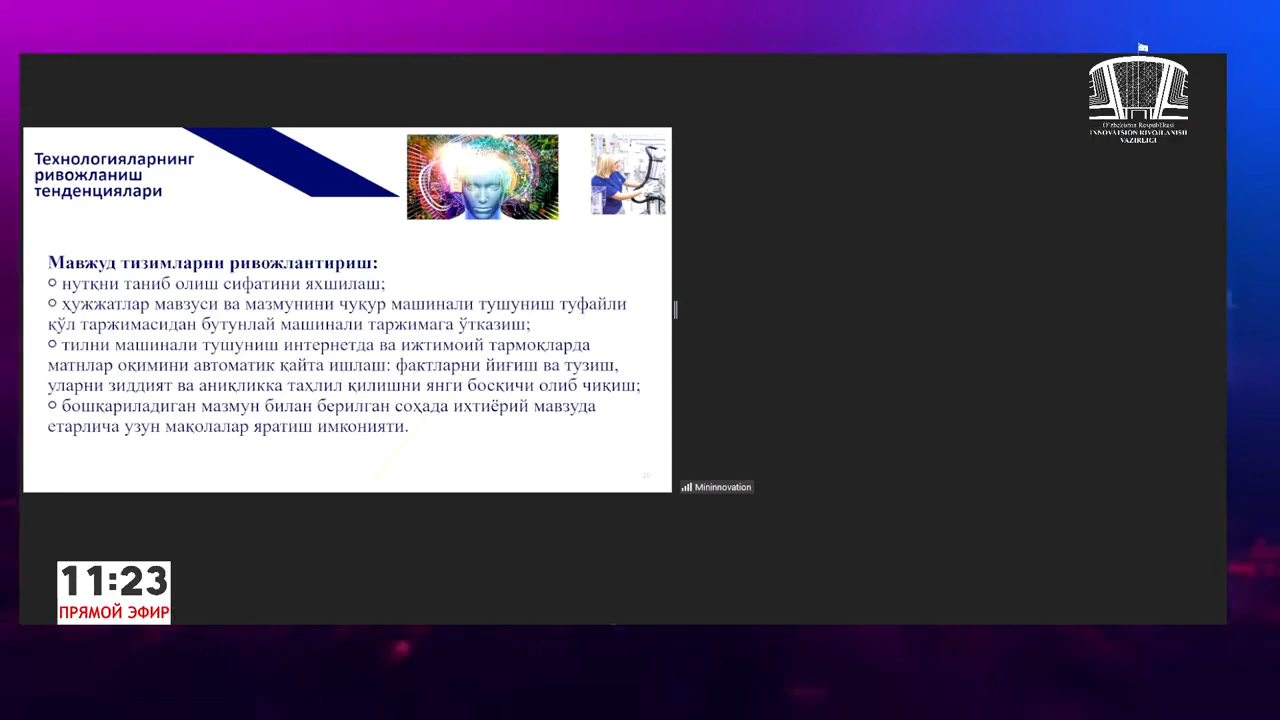 O'zbekiston Respublikasi
INNOVATSION RIVOJLANISH
VAZIRLIGI
Технологияларнинг
ривожланиш
тенденциялари
Мавжуд тизимларни ривожлантириш:
нутқни таниб олиш сифатини яхшилаш;
ҳужжатлар мавзуси ва мазмунини чуқур машинали тушуниш туфайли
қўл таржимасидан бутунлай машинали таржимага ўтказиш;
тилни машинали тушуниш интернетда ва ижтимоий тармоқларда
матнлар оқимини автоматик қайта ишлаш: фактларни йиғиш ва тузиш,
уларни зиддият ва аниқликка таҳлил қилишни янги босқичи олиб чиқиш;
бошқариладиган мазмун билан берилган соҳада ихтиёрий мавзуда
етарлича узун мақолалар яратиш имконияти.
20
Mininnovation
11:23
ПРЯМОЙ ЭФИР